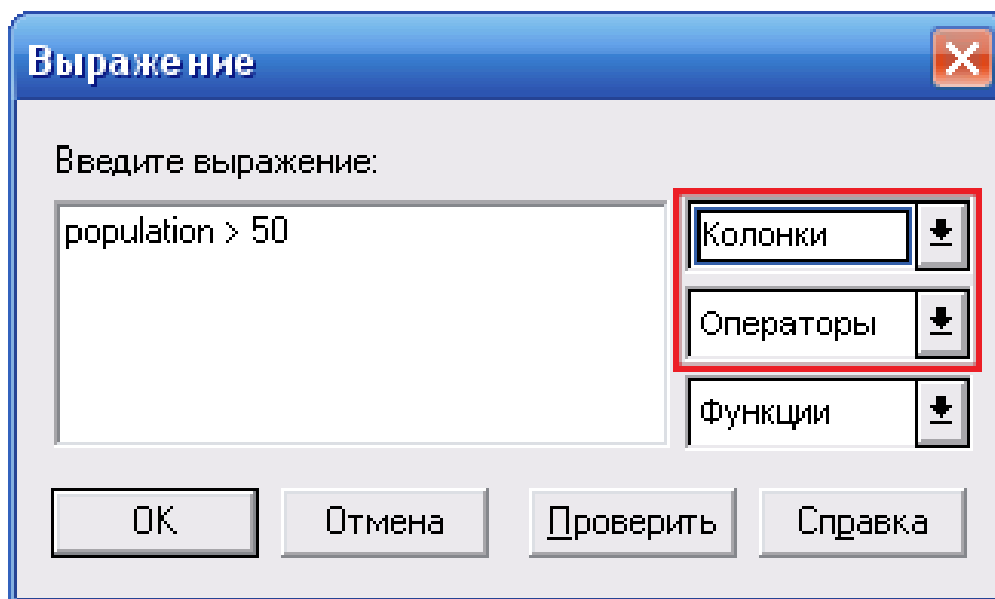 Выражение
Введите выражение:
population > 50
Колонки
Операторы
Функции
OK Отмена Проверить Справка